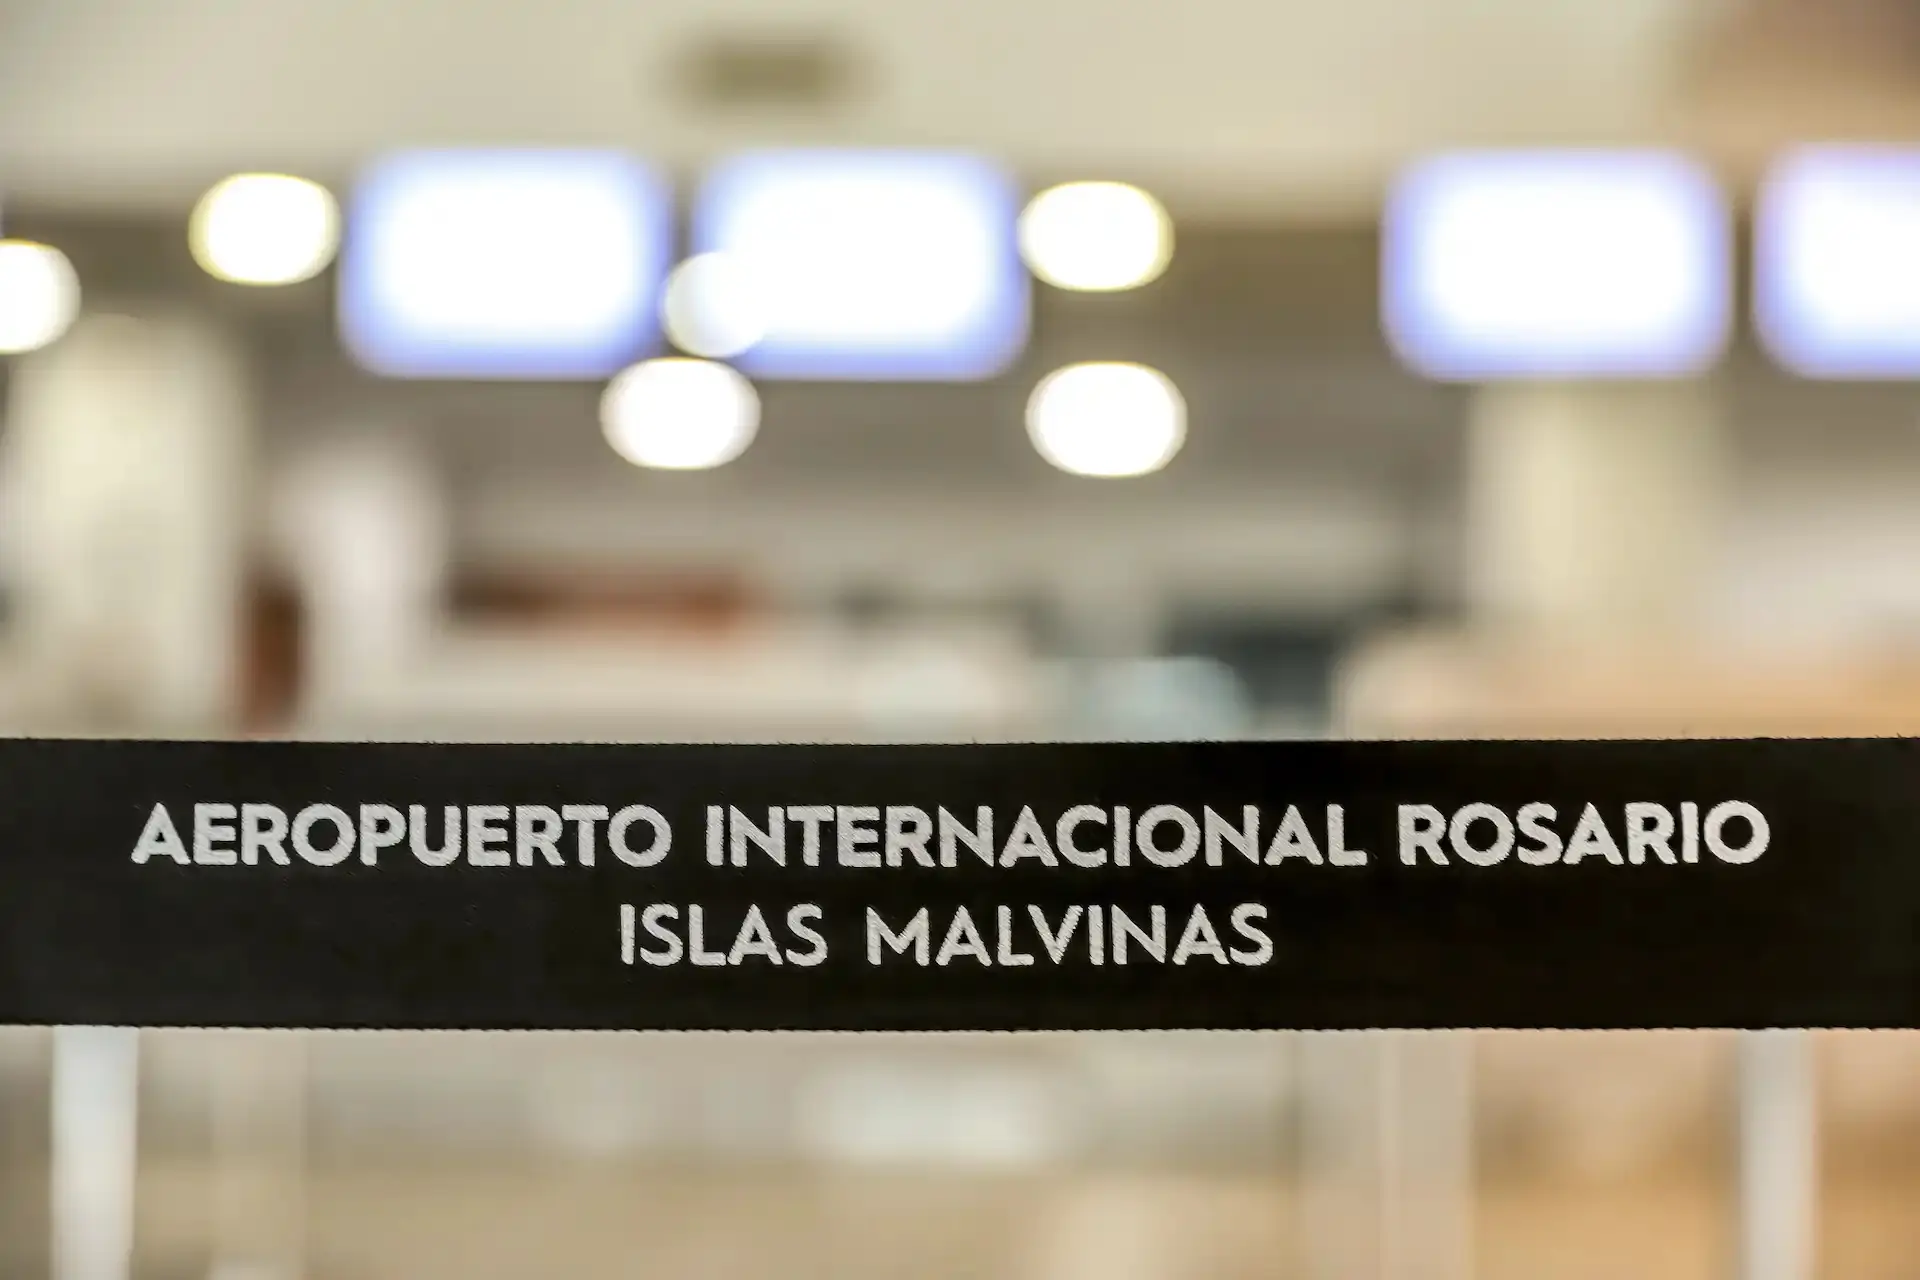 AEROPUERTO INTERNACIONAL ROSARIO
ISLAS MALVINAS